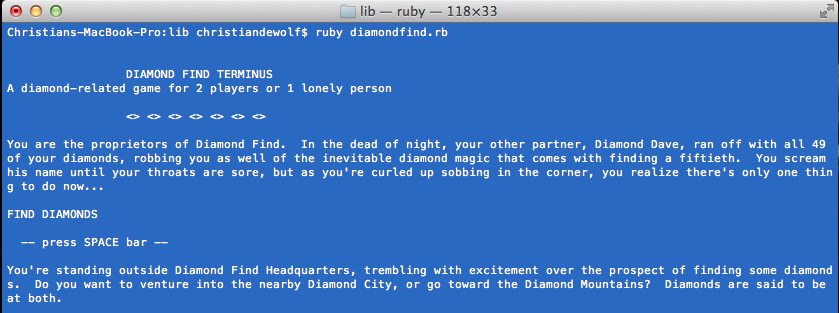 lib — ruby — 118×33
Christians-MacBook-Pro:lib christiandewolf$ ruby diamondfind.rb
DIAMOND FIND TERMINUS
A diamond-related game for 2 players or 1 lonely person
<> <> <> <> <> <> <>
You are the proprietors of Diamond Find.  In the dead of night, your other partner, Diamond Dave, ran off with all 49
of your diamonds, robbing you as well of the inevitable diamond magic that comes with finding a fiftieth.  You scream
his name until your throats are sore, but as you're curled up sobbing in the corner, you realize there's only one thin
g to do now...
FIND DIAMONDS
-- press SPACE bar --
You're standing outside Diamond Find Headquarters, trembling with excitement over the prospect of finding some diamond
s.  Do you want to venture into the nearby Diamond City, or go toward the Diamond Mountains?  Diamonds are said to be
at both.